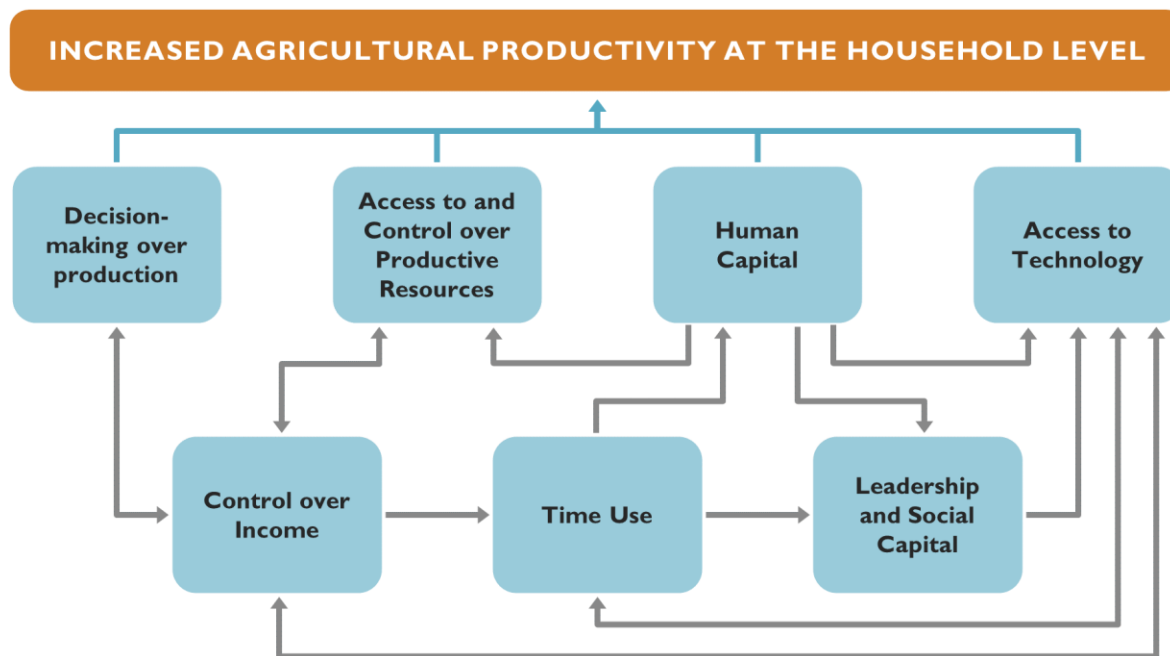 INCREASED AGRICULTURAL PRODUCTIVITY AT THE HOUSEHOLD LEVEL
Decision-
making over
production
Access to and
Control over
Productive
Resources
Human
Capital
Access to
Technology
Control over
Income
Time Use
Leadership
and Social
Capital